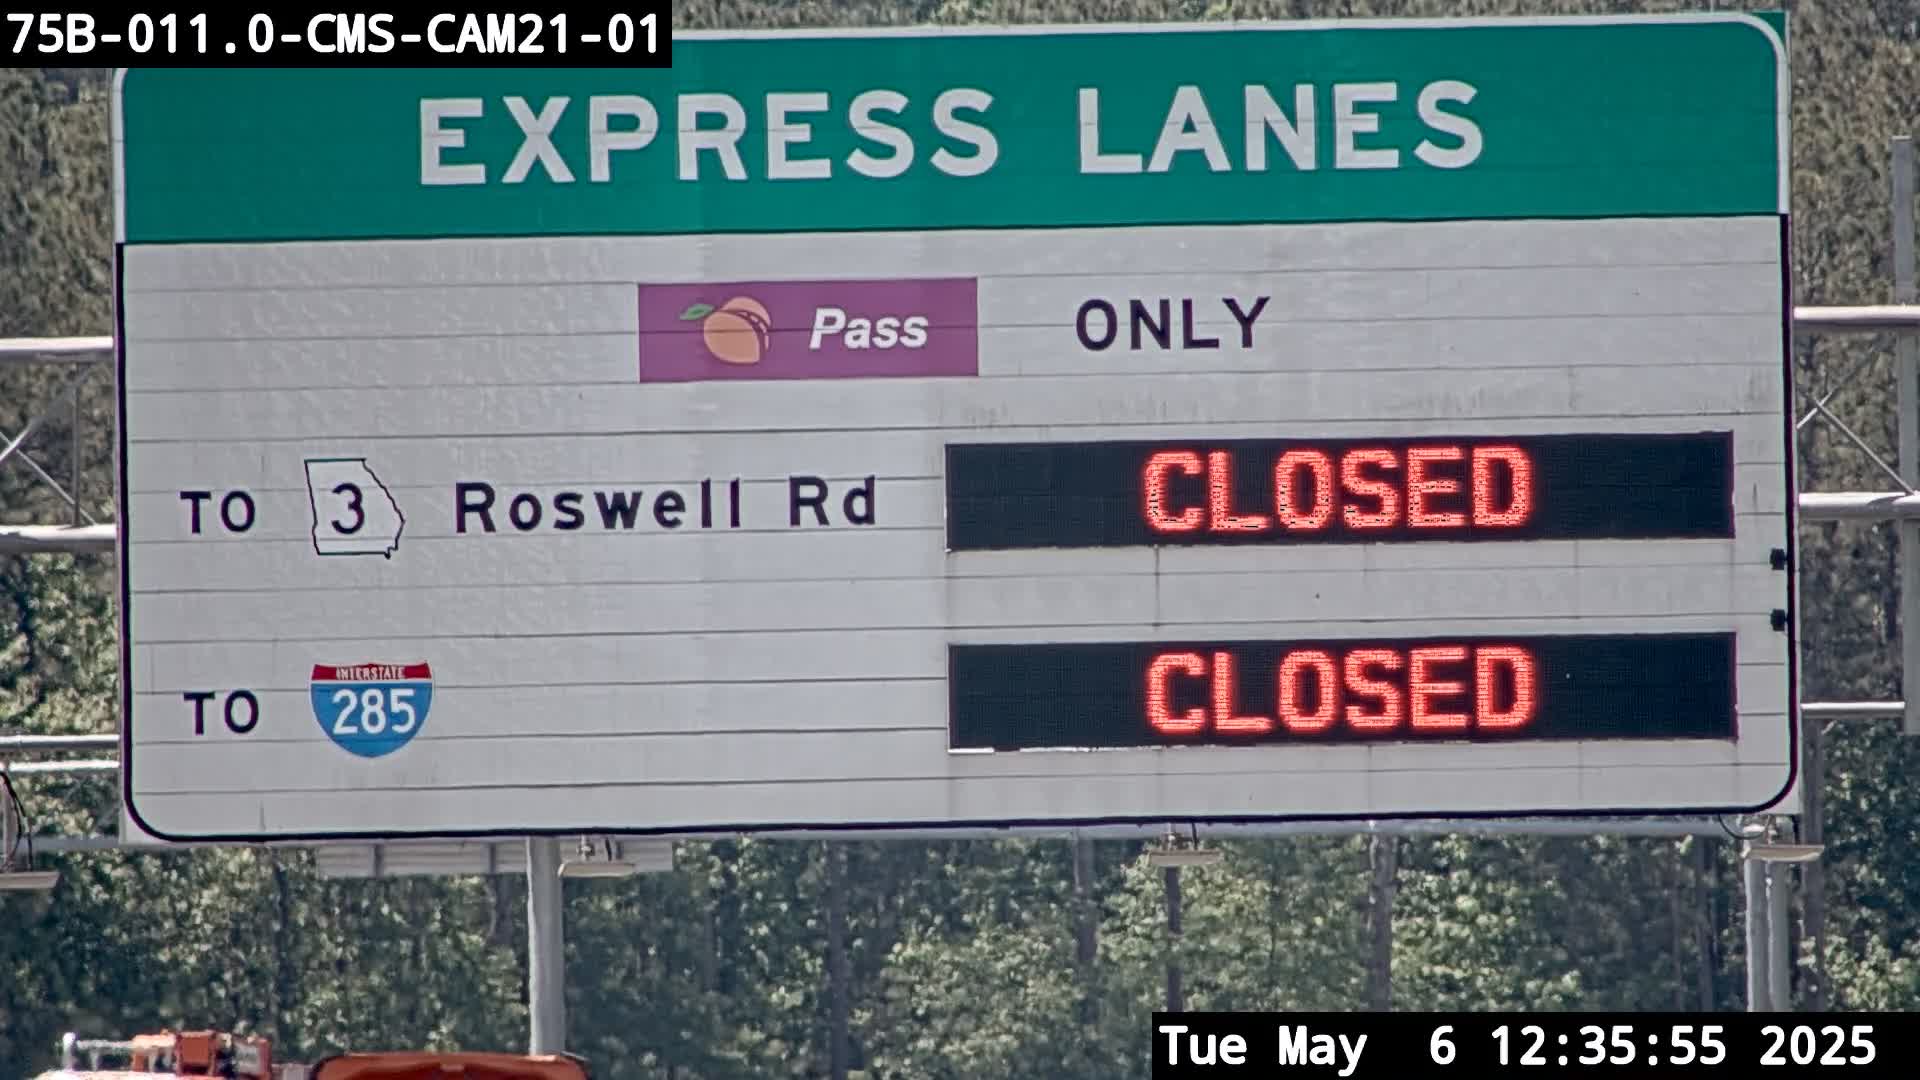 75B-011.0-CMS-CAM21-01
EXPRESS LANES
Pass ONLY
TO 3 Roswell Rd CLOSED
INTERSTATE
TO 285 CLOSED
Tue May 6 12:35:55 2025